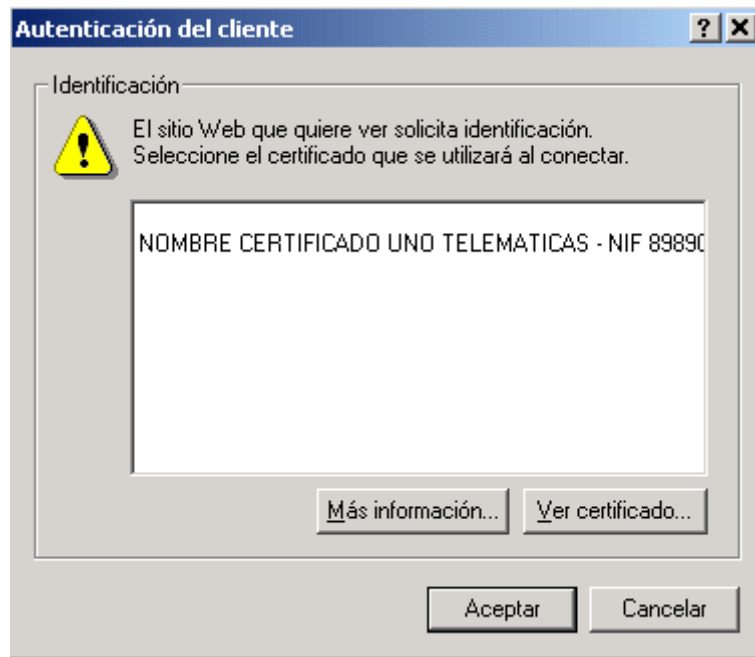 Autenticación del cliente
Identificación
El sitio Web que quiere ver solicita identificación.
Seleccione el certificado que se utilizará al conectar.
NOMBRE CERTIFICADO UNO TELEMATICAS - NIF 89890
Más información...
Ver certificado...
Aceptar
Cancelar